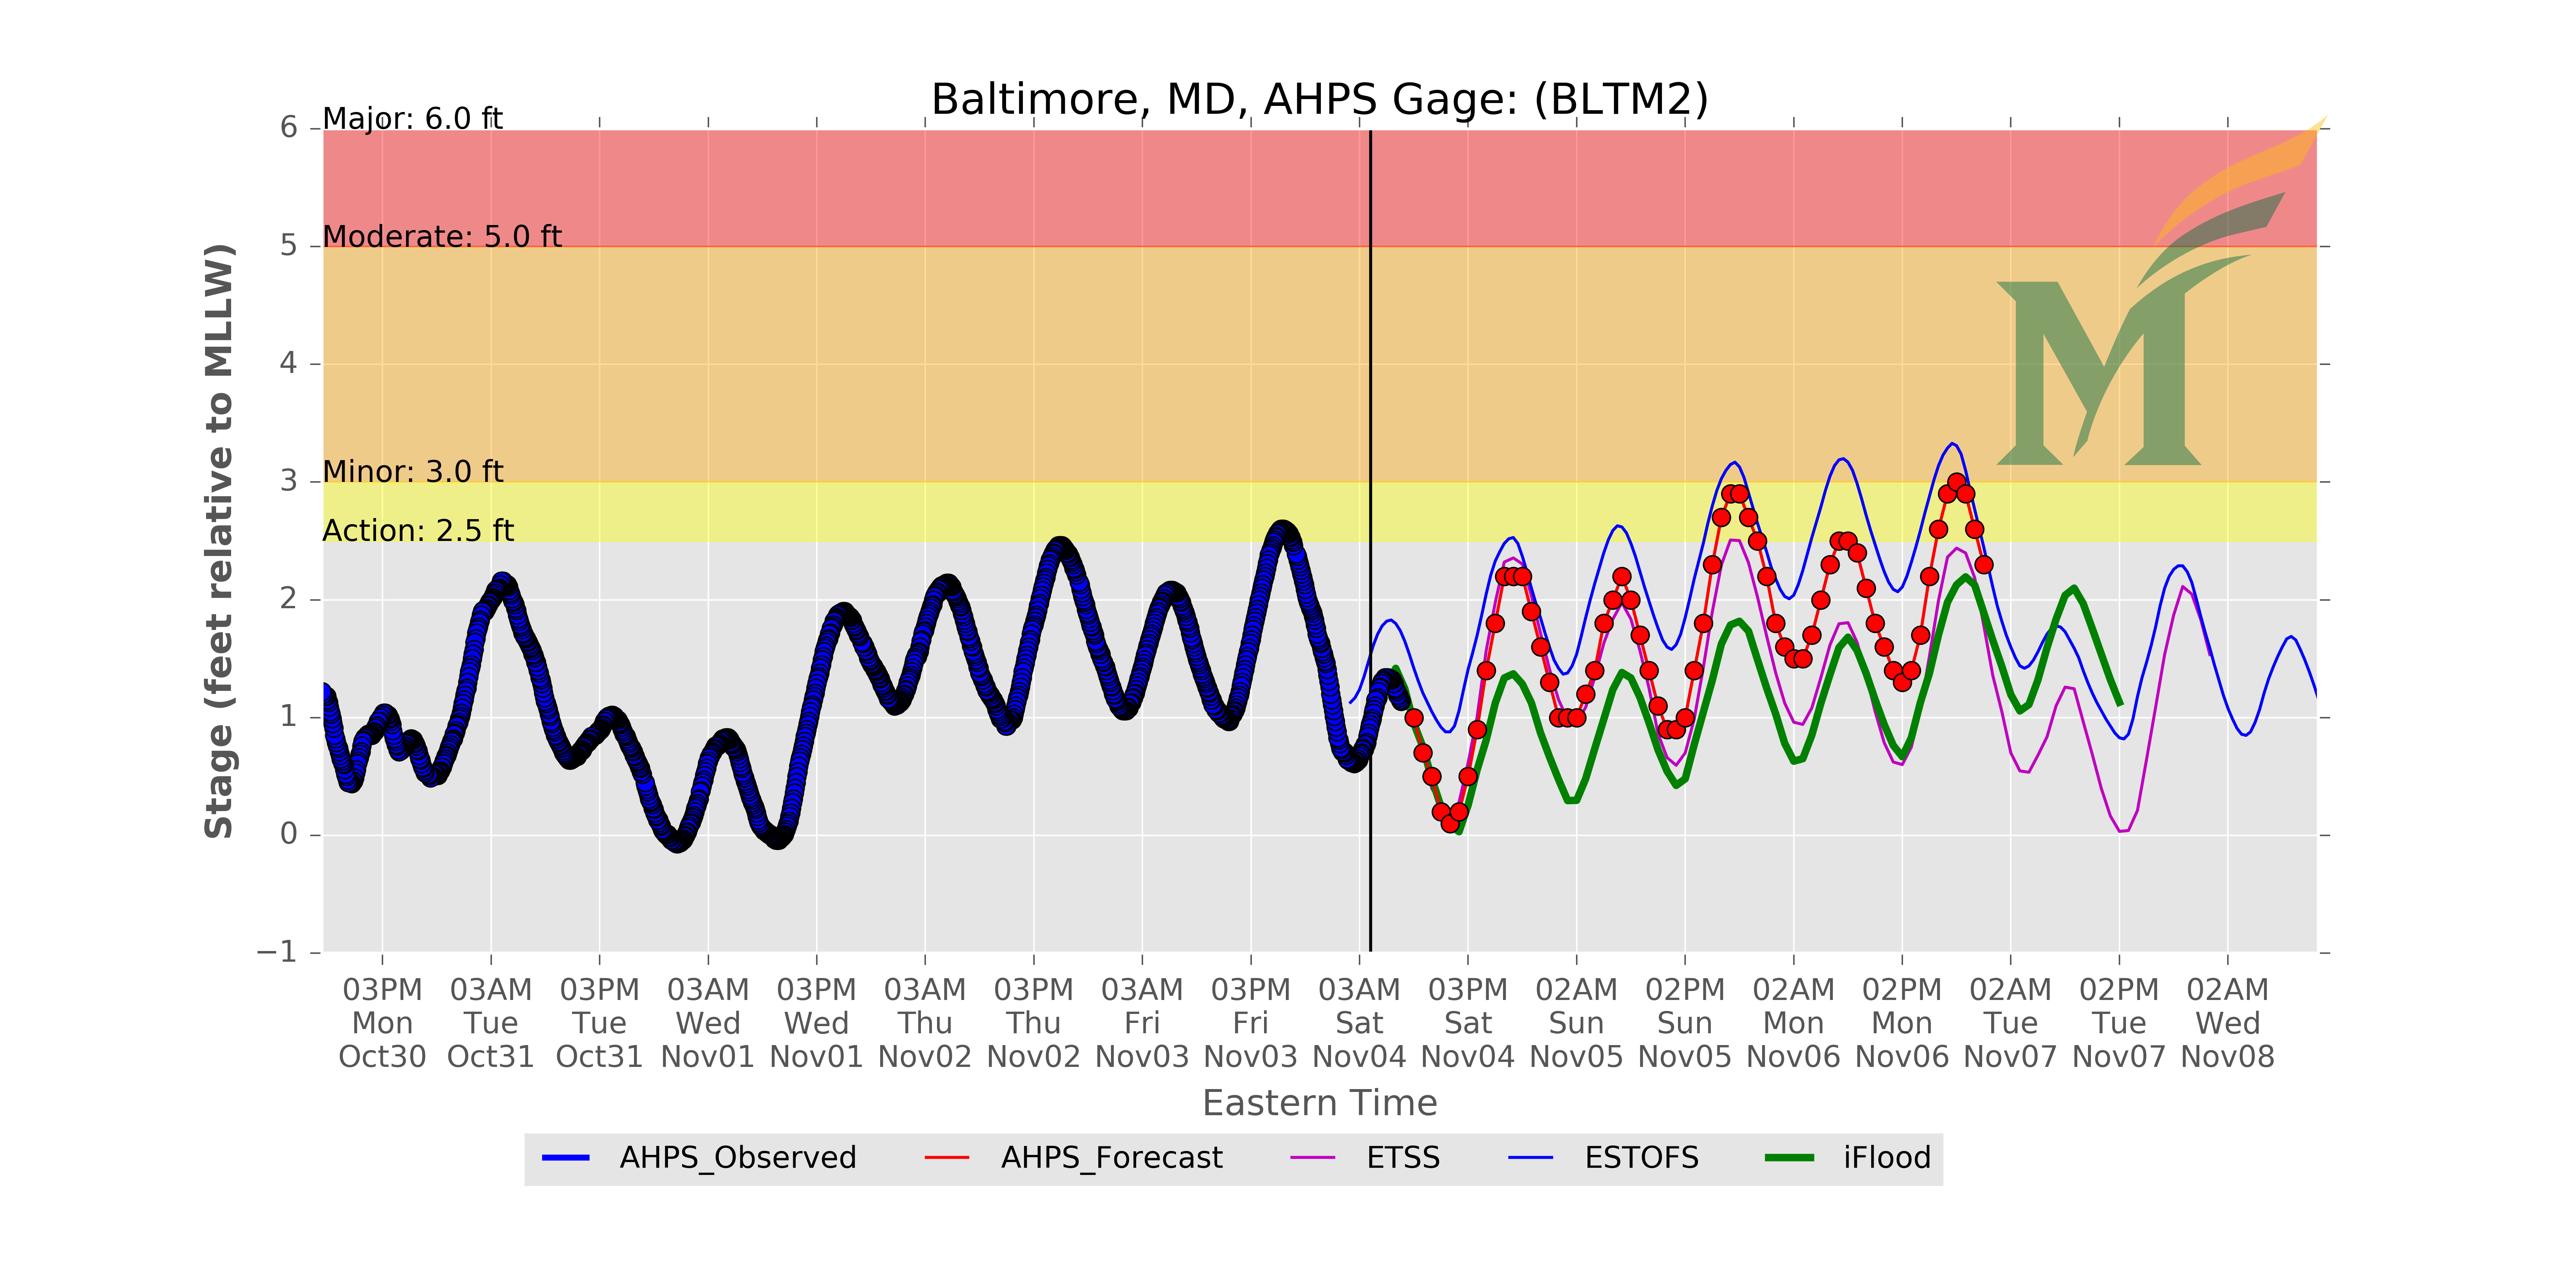 Baltimore, MD, AHPS Gage: (BLTM2)
Major: 6.0 ft
Moderate: 5.0 ft
Minor: 3.0 ft
Action: 2.5 ft
6
5
4
3
2
1
0
−1
Stage (feet relative to MLLW)
03PM 03AM 03PM 03AM 03PM 03AM 03PM 03AM 03PM 03AM 03PM 02AM 02PM 02AM 02PM 02AM 02PM 02AM
Mon Tue Tue Wed Wed Thu Thu Fri Fri Sat Sat Sun Sun Mon Mon Tue Tue Wed
Oct30 Oct31 Oct31 Nov01 Nov01 Nov02 Nov02 Nov03 Nov03 Nov04 Nov04 Nov05 Nov05 Nov06 Nov06 Nov07 Nov07 Nov08
Eastern Time
AHPS_Observed AHPS_Forecast ETSS ESTOFS iFlood
M